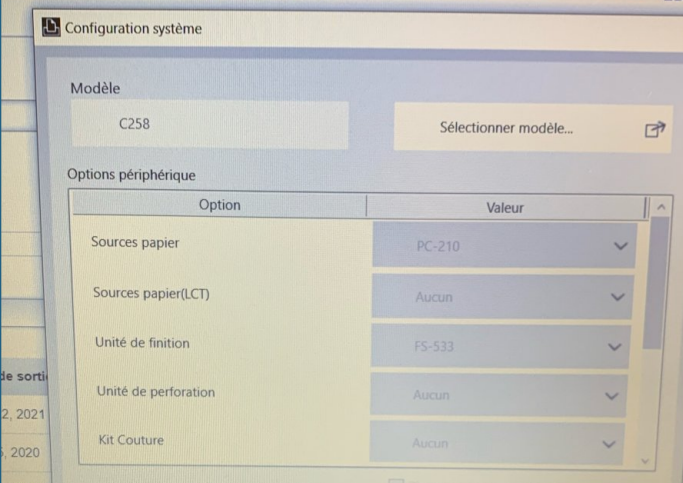 Configuration système
Modèle
C258
Sélectionner modèle...
Options périphérique
Option Valeur
Sources papier PC-210
Sources papier(LCT) Aucun
Unité de finition FS-533
Unité de perforation Aucun
Kit Couture Aucun
de sorti
2, 2021
, 2020